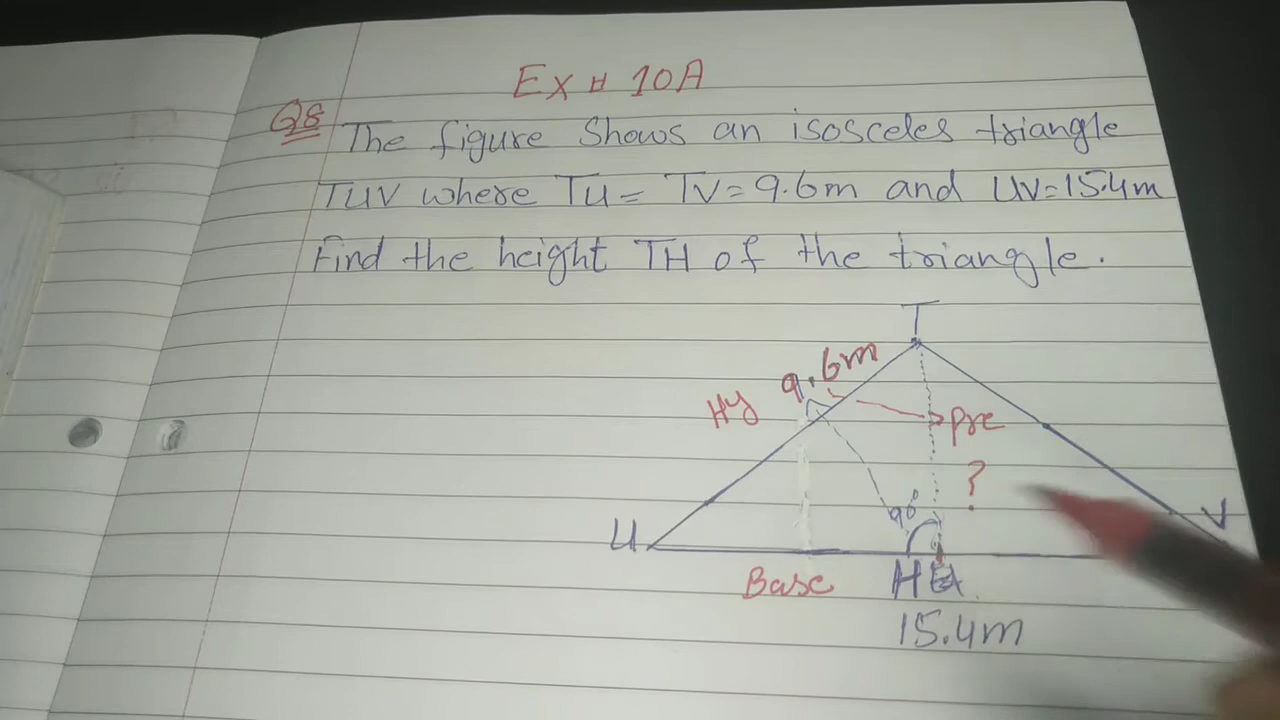 Ex # 10A
Q8
The figure Shows an isosceles triangle
TUV where TU = TV = 9.6m and UV=15.4m
Find the height TH of the triangle.
T
9.6m
Hy
Pre
?
90°
U
V
Base
H
15.4m